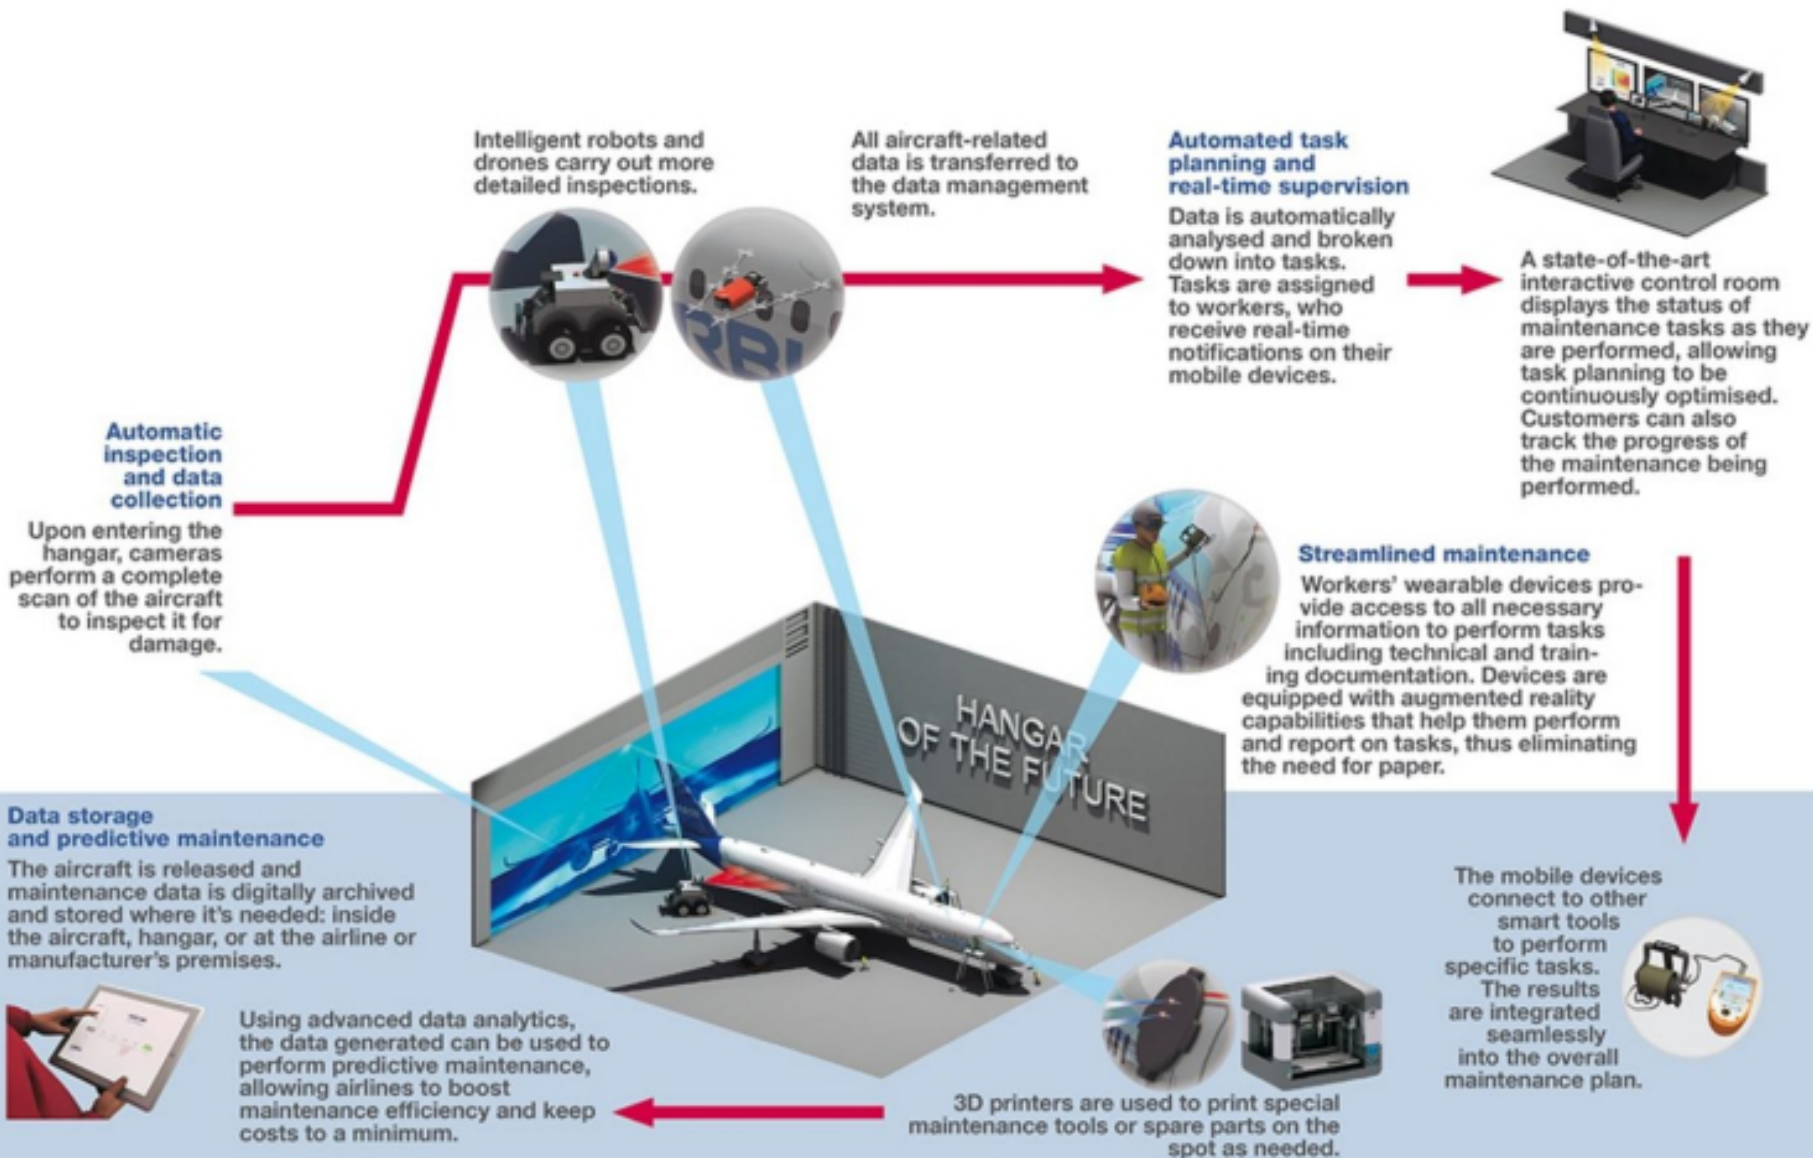 Automatic
inspection
and data
collection
Upon entering the
hangar, cameras
perform a complete
scan of the aircraft
to inspect it for
damage.
Intelligent robots and
drones carry out more
detailed inspections.
RBU
All aircraft-related
data is transferred to
the data management
system.
Automated task
planning and
real-time supervision
Data is automatically
analysed and broken
down into tasks.
Tasks are assigned
to workers, who
receive real-time
notifications on their
mobile devices.
A state-of-the-art
interactive control room
displays the status of
maintenance tasks as they
are performed, allowing
task planning to be
continuously optimised.
Customers can also
track the progress of
the maintenance being
performed.
Streamlined maintenance
Workers' wearable devices pro-
vide access to all necessary
information to perform tasks
including technical and train-
ing documentation. Devices are
equipped with augmented reality
capabilities that help them perform
and report on tasks, thus eliminating
the need for paper.
HANGAR
OF THE FUTURE
The mobile devices
connect to other
smart tools
to perform
specific tasks.
The results
are integrated
seamlessly
into the overall
maintenance plan.
3D printers are used to print special
maintenance tools or spare parts on the
spot as needed.
Data storage
and predictive maintenance
The aircraft is released and
maintenance data is digitally archived
and stored where it's needed: inside
the aircraft, hangar, or at the airline or
manufacturer's premises.
Using advanced data analytics,
the data generated can be used to
perform predictive maintenance,
allowing airlines to boost
maintenance efficiency and keep
costs to a minimum.